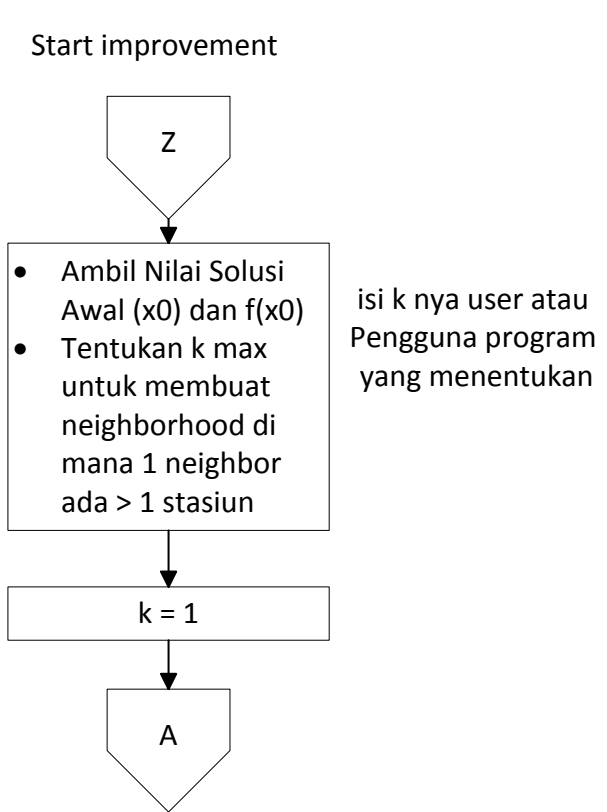 Start improvement
Z
• Ambil Nilai Solusi
Awal (x0) dan f(x0)
• Tentukan k max
untuk membuat
neighborhood di
mana 1 neighbor
ada > 1 stasiun
isi k nya user atau
Pengguna program
yang menentukan
k = 1
A